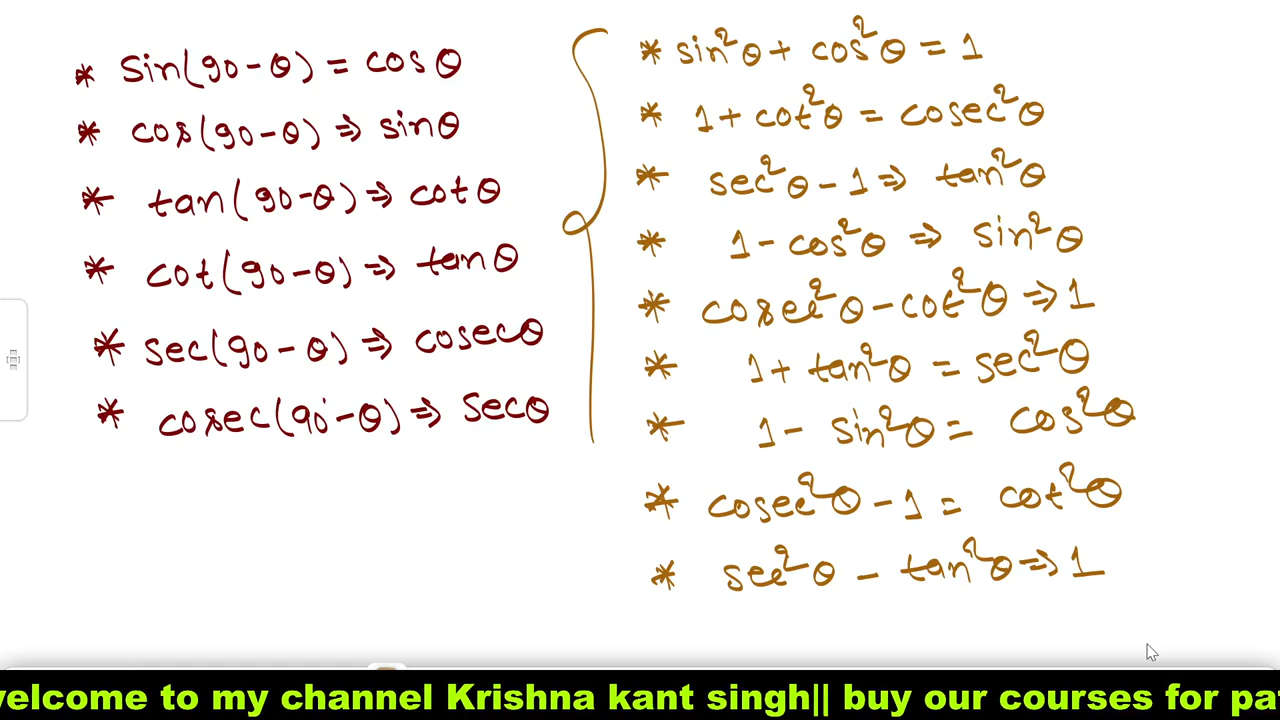 * sin(90-θ) = cosθ
* cos(90-θ) ⇒ sinθ
* tan(90-θ) ⇒ cotθ
* cot(90-θ) ⇒ tanθ
* sec(90-θ) ⇒ cosecθ
* cosec(90-θ) ⇒ secθ
* sin²θ + cos²θ = 1
* 1 + cot²θ = cosec²θ
* sec²θ - 1 ⇒ tan²θ
* 1 - cos²θ ⇒ sin²θ
* cosec²θ - cot²θ ⇒ 1
* 1 + tan²θ = sec²θ
* 1 - sin²θ = cos²θ
* cosec²θ - 1 = cot²θ
* sec²θ - tan²θ ⇒ 1
welcome to my channel Krishna kant singh|| buy our courses for pa